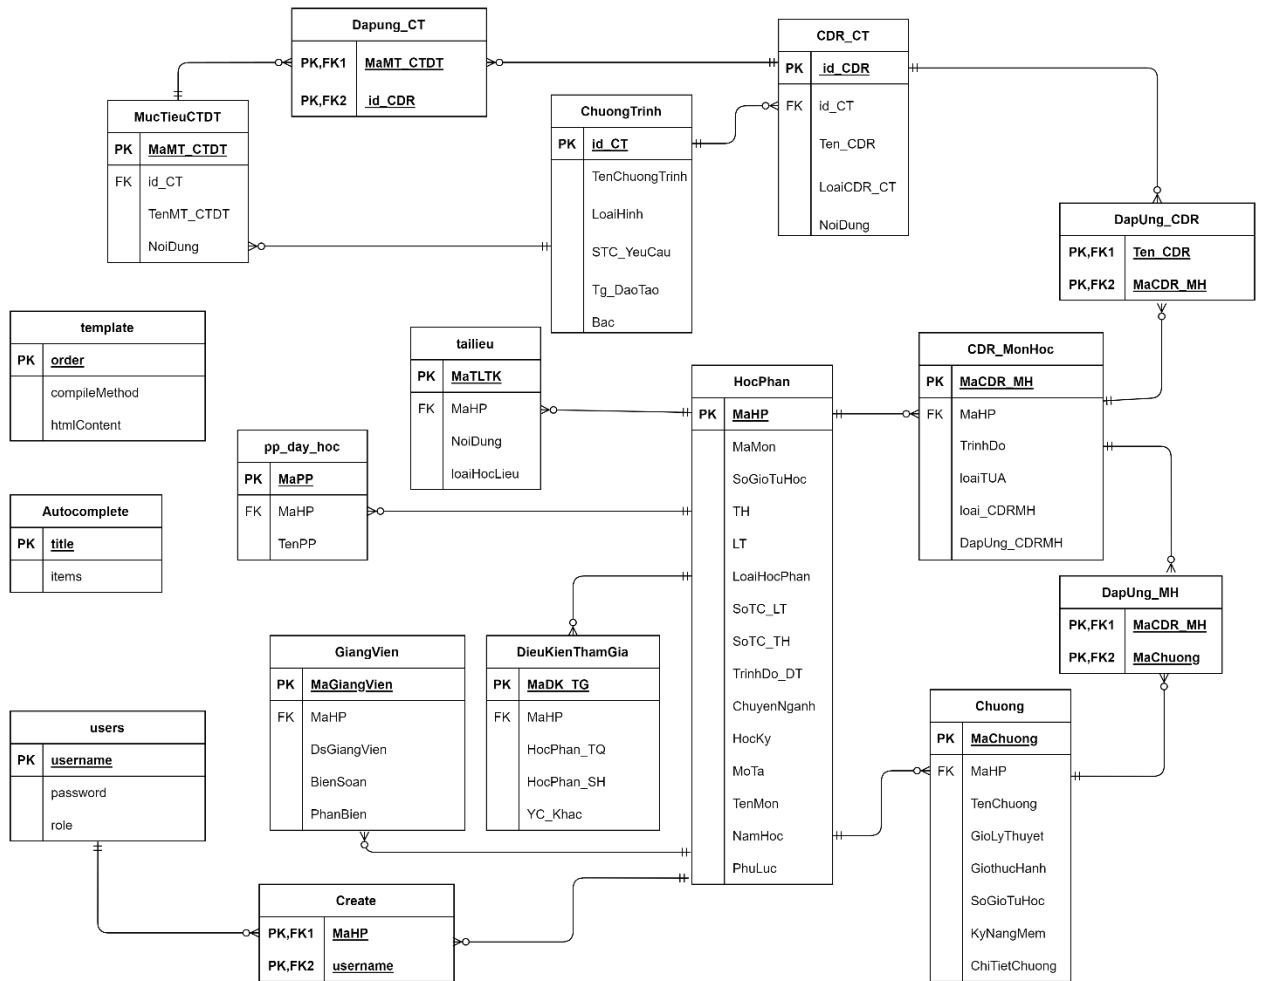 Dapung_CT
PK,FK1 MaMT_CTDT
PK,FK2 id_CDR
CDR_CT
PK id_CDR
FK id_CT
Ten_CDR
LoaiCDR_CT
NoiDung
MucTieuCTDT
PK MaMT_CTDT
FK id_CT
TenMT_CTDT
NoiDung
ChuongTrinh
PK id_CT
TenChuongTrinh
LoaiHinh
STC_YeuCau
Tg_DaoTao
Bac
DapUng_CDR
PK,FK1 Ten_CDR
PK,FK2 MaCDR_MH
template
PK order
compileMethod
htmlContent
tailieu
PK MaTLTK
FK MaHP
NoiDung
loaiHocLieu
HocPhan
PK MaHP
MaMon
SoGioTuHoc
TH
LT
LoaiHocPhan
SoTC_LT
SoTC_TH
TrinhDo_DT
ChuyenNganh
HocKy
MoTa
TenMon
NamHoc
PhuLuc
CDR_MonHoc
PK MaCDR_MH
FK MaHP
TrinhDo
loaiTUA
loai_CDRMH
DapUng_CDRMH
pp_day_hoc
PK MaPP
FK MaHP
TenPP
Autocomplete
PK title
items
DapUng_MH
PK,FK1 MaCDR_MH
PK,FK2 MaChuong
GiangVien
PK MaGiangVien
FK MaHP
DsGiangVien
BienSoan
PhanBien
DieuKienThamGia
PK MaDK_TG
FK MaHP
HocPhan_TQ
HocPhan_SH
YC_Khac
Chuong
PK MaChuong
FK MaHP
TenChuong
GioLyThuyet
GiothucHanh
SoGioTuHoc
KyNangMem
ChiTietChuong
users
PK username
password
role
Create
PK,FK1 MaHP
PK,FK2 username